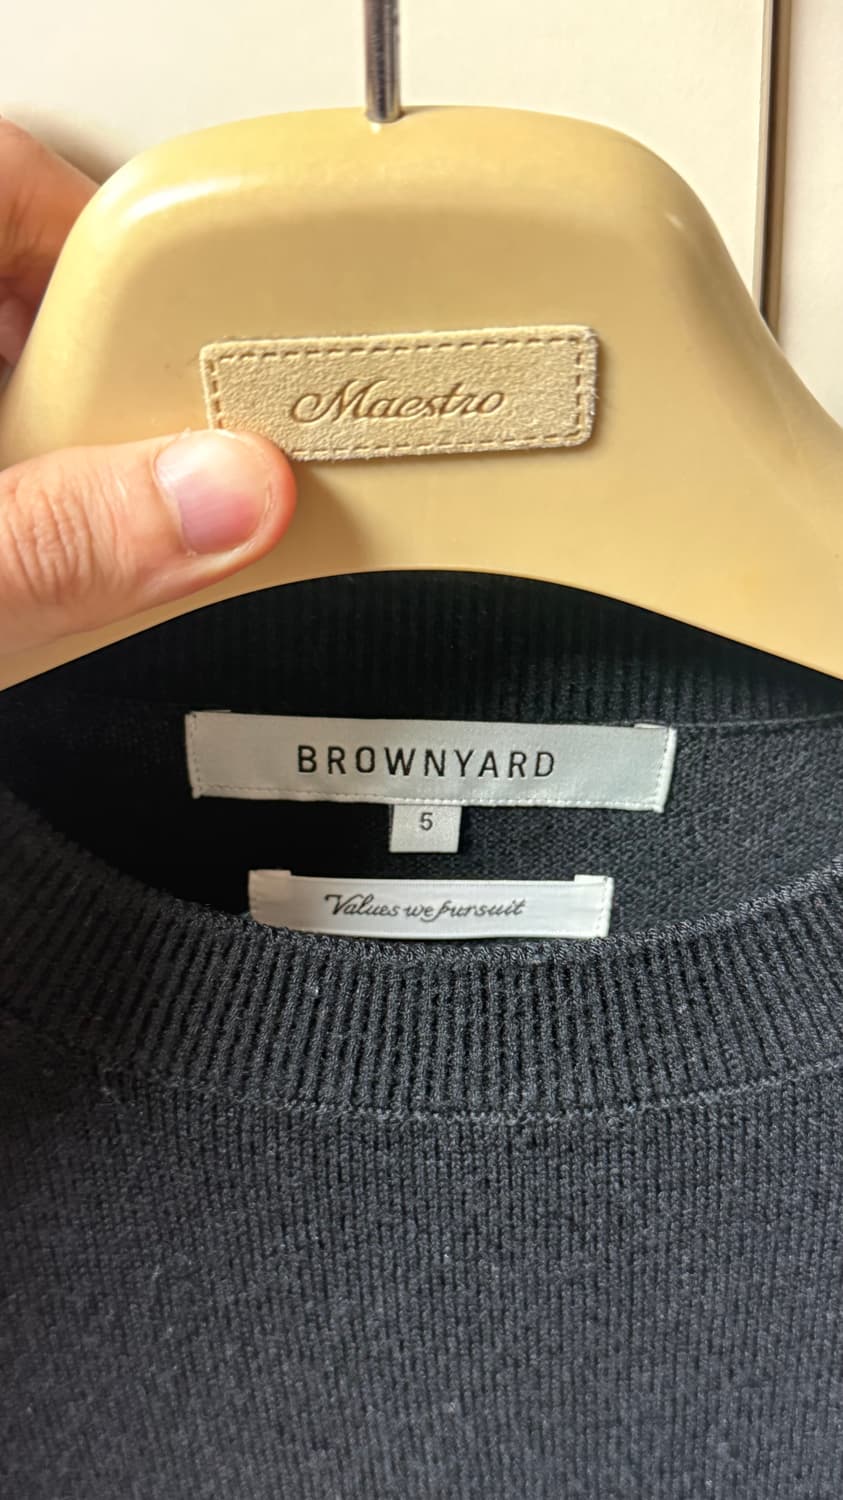 Maestro
BROWNYARD
5
Values we pursuit